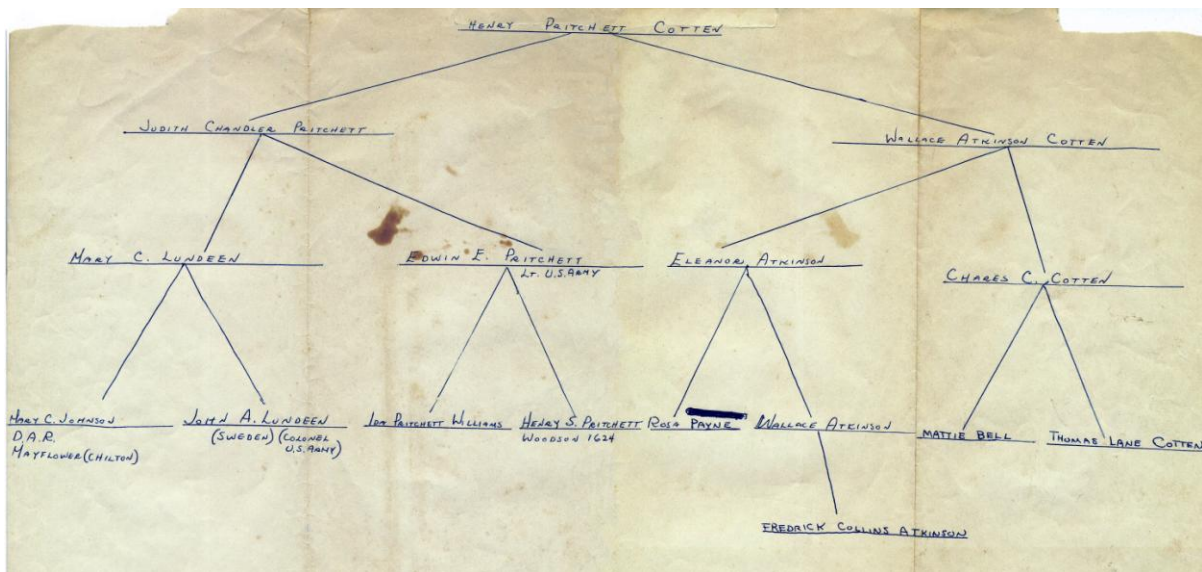 HENRY PRITCHETT COTTEN
JUDITH CHANDLER PRITCHETT
WALLACE ATKINSON COTTEN
MARY C. LUNDEEN
EDWIN E. PRITCHETT
LT. U.S. ARMY
ELEANOR ATKINSON
CHARES C. COTTEN
MARY C. JOHNSON
D.A.R.
MAYFLOWER (CHILTON)
JOHN A. LUNDEEN
(SWEDEN) (COLONEL
U.S. ARMY)
IDA PRITCHETT WILLIAMS
HENRY S. PRITCHETT
WOODSON 1624
ROSA PAYNE
WALLACE ATKINSON
MATTIE BELL
THOMAS LANE COTTEN
FREDRICK COLLINS ATKINSON